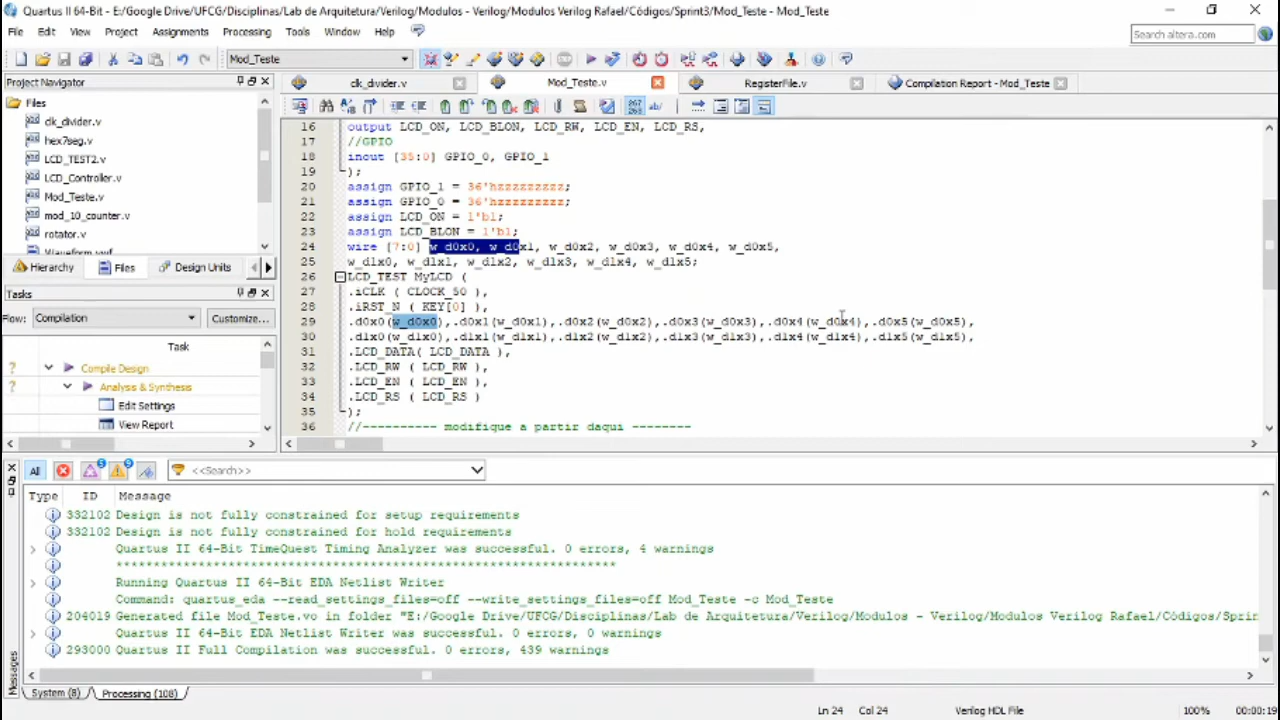 Quartus II 64-Bit - E:/Google Drive/UFCG/Disciplinas/Lab de Arquitetura/Verilog/Modulos - Verilog/Modulos Verilog Rafael/Códigos/Sprint3/Mod_Teste - Mod_Teste
File Edit View Project Assignments Processing Tools Window Help
Search altera.com
Mod_Teste
Project Navigator
clk_divider.v
Mod_Teste.v
RegisterFile.v
Compilation Report - Mod_Teste
Files
clk_divider.v
hex7seg.v
LCD_TEST2.v
LCD_Controller.v
Mod_Teste.v
mod_10_counter.v
rotator.v
Waveform.vwf
Hierarchy
Files
Design Units
Tasks
Flow: Compilation
Customize...
Task
? Compile Design
? Analysis & Synthesis
Edit Settings
View Report
267
268
ab/
16 output LCD_ON, LCD_BLON, LCD_RW, LCD_EN, LCD_RS,
17 //GPIO
18 inout [35:0] GPIO_0, GPIO_1
19 );
20 assign GPIO_1 = 36'hzzzzzzzzz;
21 assign GPIO_0 = 36'hzzzzzzzzz;
22 assign LCD_ON = 1'b1;
23 assign LCD_BLON = 1'b1;
24 wire [7:0] w_d0x0, w_d0x1, w_d0x2, w_d0x3, w_d0x4, w_d0x5,
25 w_d1x0, w_d1x1, w_d1x2, w_d1x3, w_d1x4, w_d1x5;
26 LCD_TEST MyLCD (
27 .iCLK ( CLOCK_50 ),
28 .iRST_N ( KEY[0] ),
29 .d0x0(w_d0x0),.d0x1(w_d0x1),.d0x2(w_d0x2),.d0x3(w_d0x3),.d0x4(w_d0x4),.d0x5(w_d0x5),
30 .d1x0(w_d1x0),.d1x1(w_d1x1),.d1x2(w_d1x2),.d1x3(w_d1x3),.d1x4(w_d1x4),.d1x5(w_d1x5),
31 .LCD_DATA( LCD_DATA ),
32 .LCD_RW ( LCD_RW ),
33 .LCD_EN ( LCD_EN ),
34 .LCD_RS ( LCD_RS )
35 );
36 //---------- modifique a partir daqui --------
All
<<Search>>
Type ID Message
332102 Design is not fully constrained for setup requirements
332102 Design is not fully constrained for hold requirements
Quartus II 64-Bit TimeQuest Timing Analyzer was successful. 0 errors, 4 warnings
*******************************************************************
Running Quartus II 64-Bit EDA Netlist Writer
Command: quartus_eda --read_settings_files=off --write_settings_files=off Mod_Teste -c Mod_Teste
204019 Generated file Mod_Teste.vo in folder "E:/Google Drive/UFCG/Disciplinas/Lab de Arquitetura/Verilog/Modulos - Verilog/Modulos Verilog Rafael/Códigos/Sprin
Quartus II 64-Bit EDA Netlist Writer was successful. 0 errors, 0 warnings
293000 Quartus II Full Compilation was successful. 0 errors, 439 warnings
Messages
System (8)
Processing (108)
Ln 24 Col 24 Verilog HDL File 100% 00:00:19